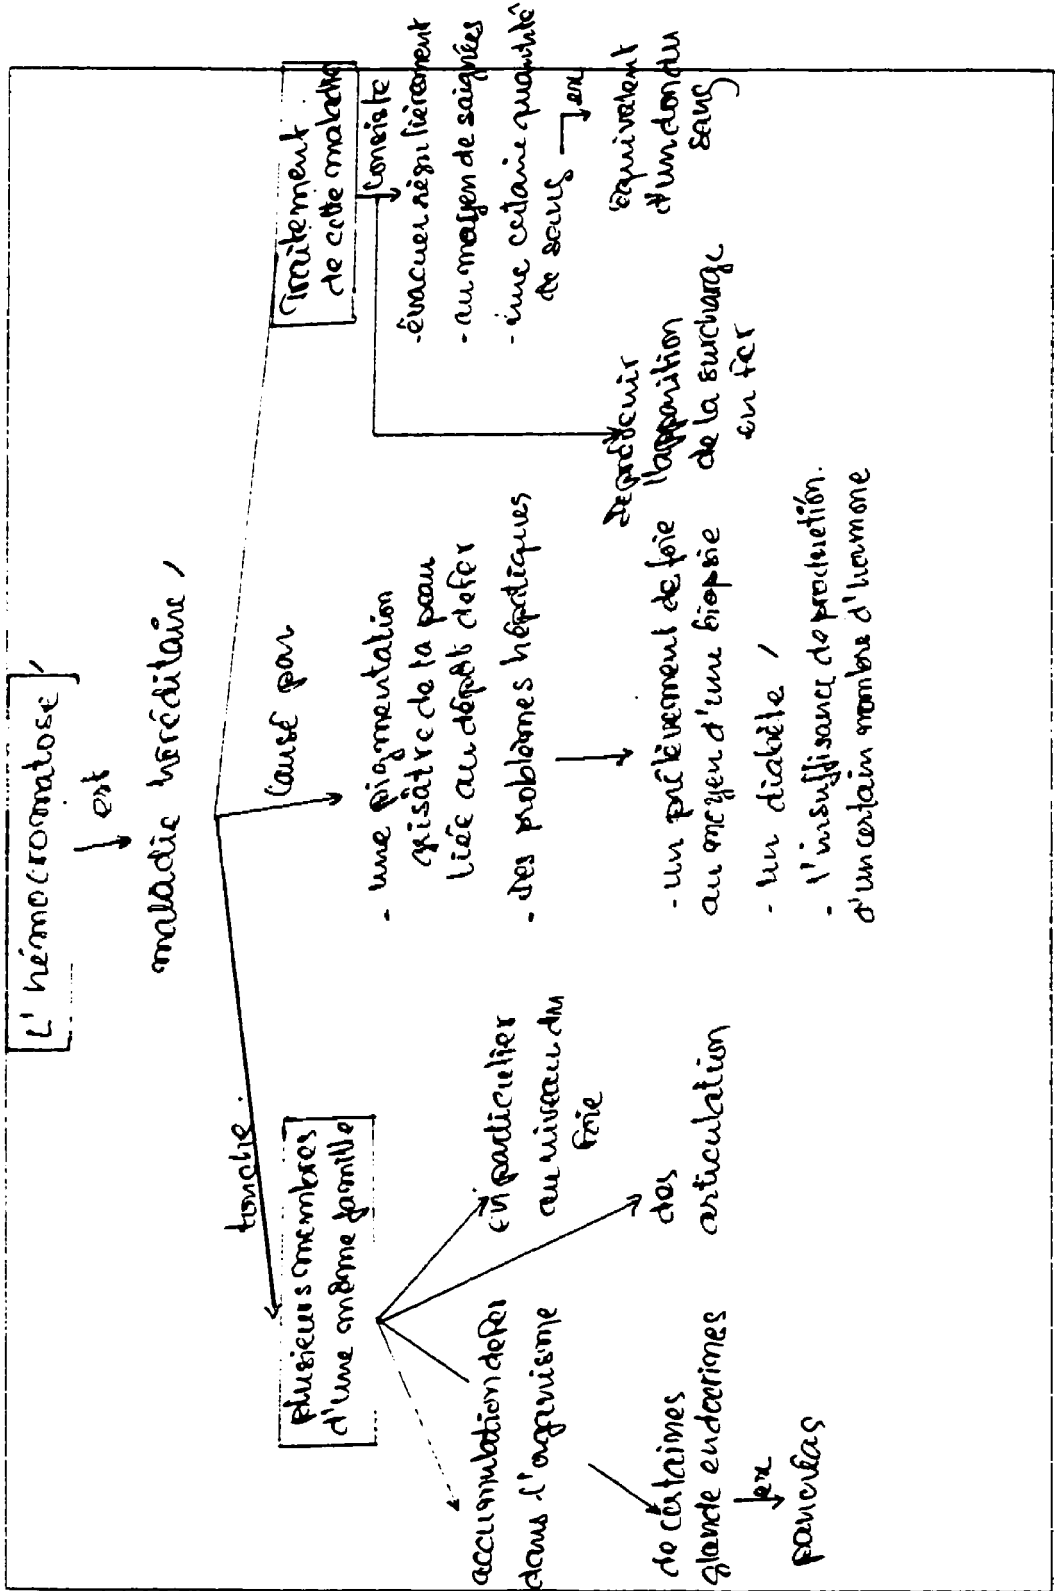 L'hémocromatose
est
maladie héréditaire
touche
causé par
plusieurs membres
d'une même famille
accumulation de fer
dans l'organisme
en particulier
au niveau du
foie
de certaines
glande endocrines
ex
pancréas
des
articulation
- une pigmentation
grisâtre de la peau
liée au dépôt de fer
- des problèmes hépatiques
- un prélèvement de foie
au moyen d'une biopsie
- un diabète
- l'insuffisance de production.
d'un certain nombre d'hormone
Traitement
de cette maladie
consiste
- évacuer régulièrement
- au moyen de saignées
- une certaine quantité
de sang
ex
équivalent
d'un don du
sang
de prévenir
l'apparition
de la surcharge
en fer